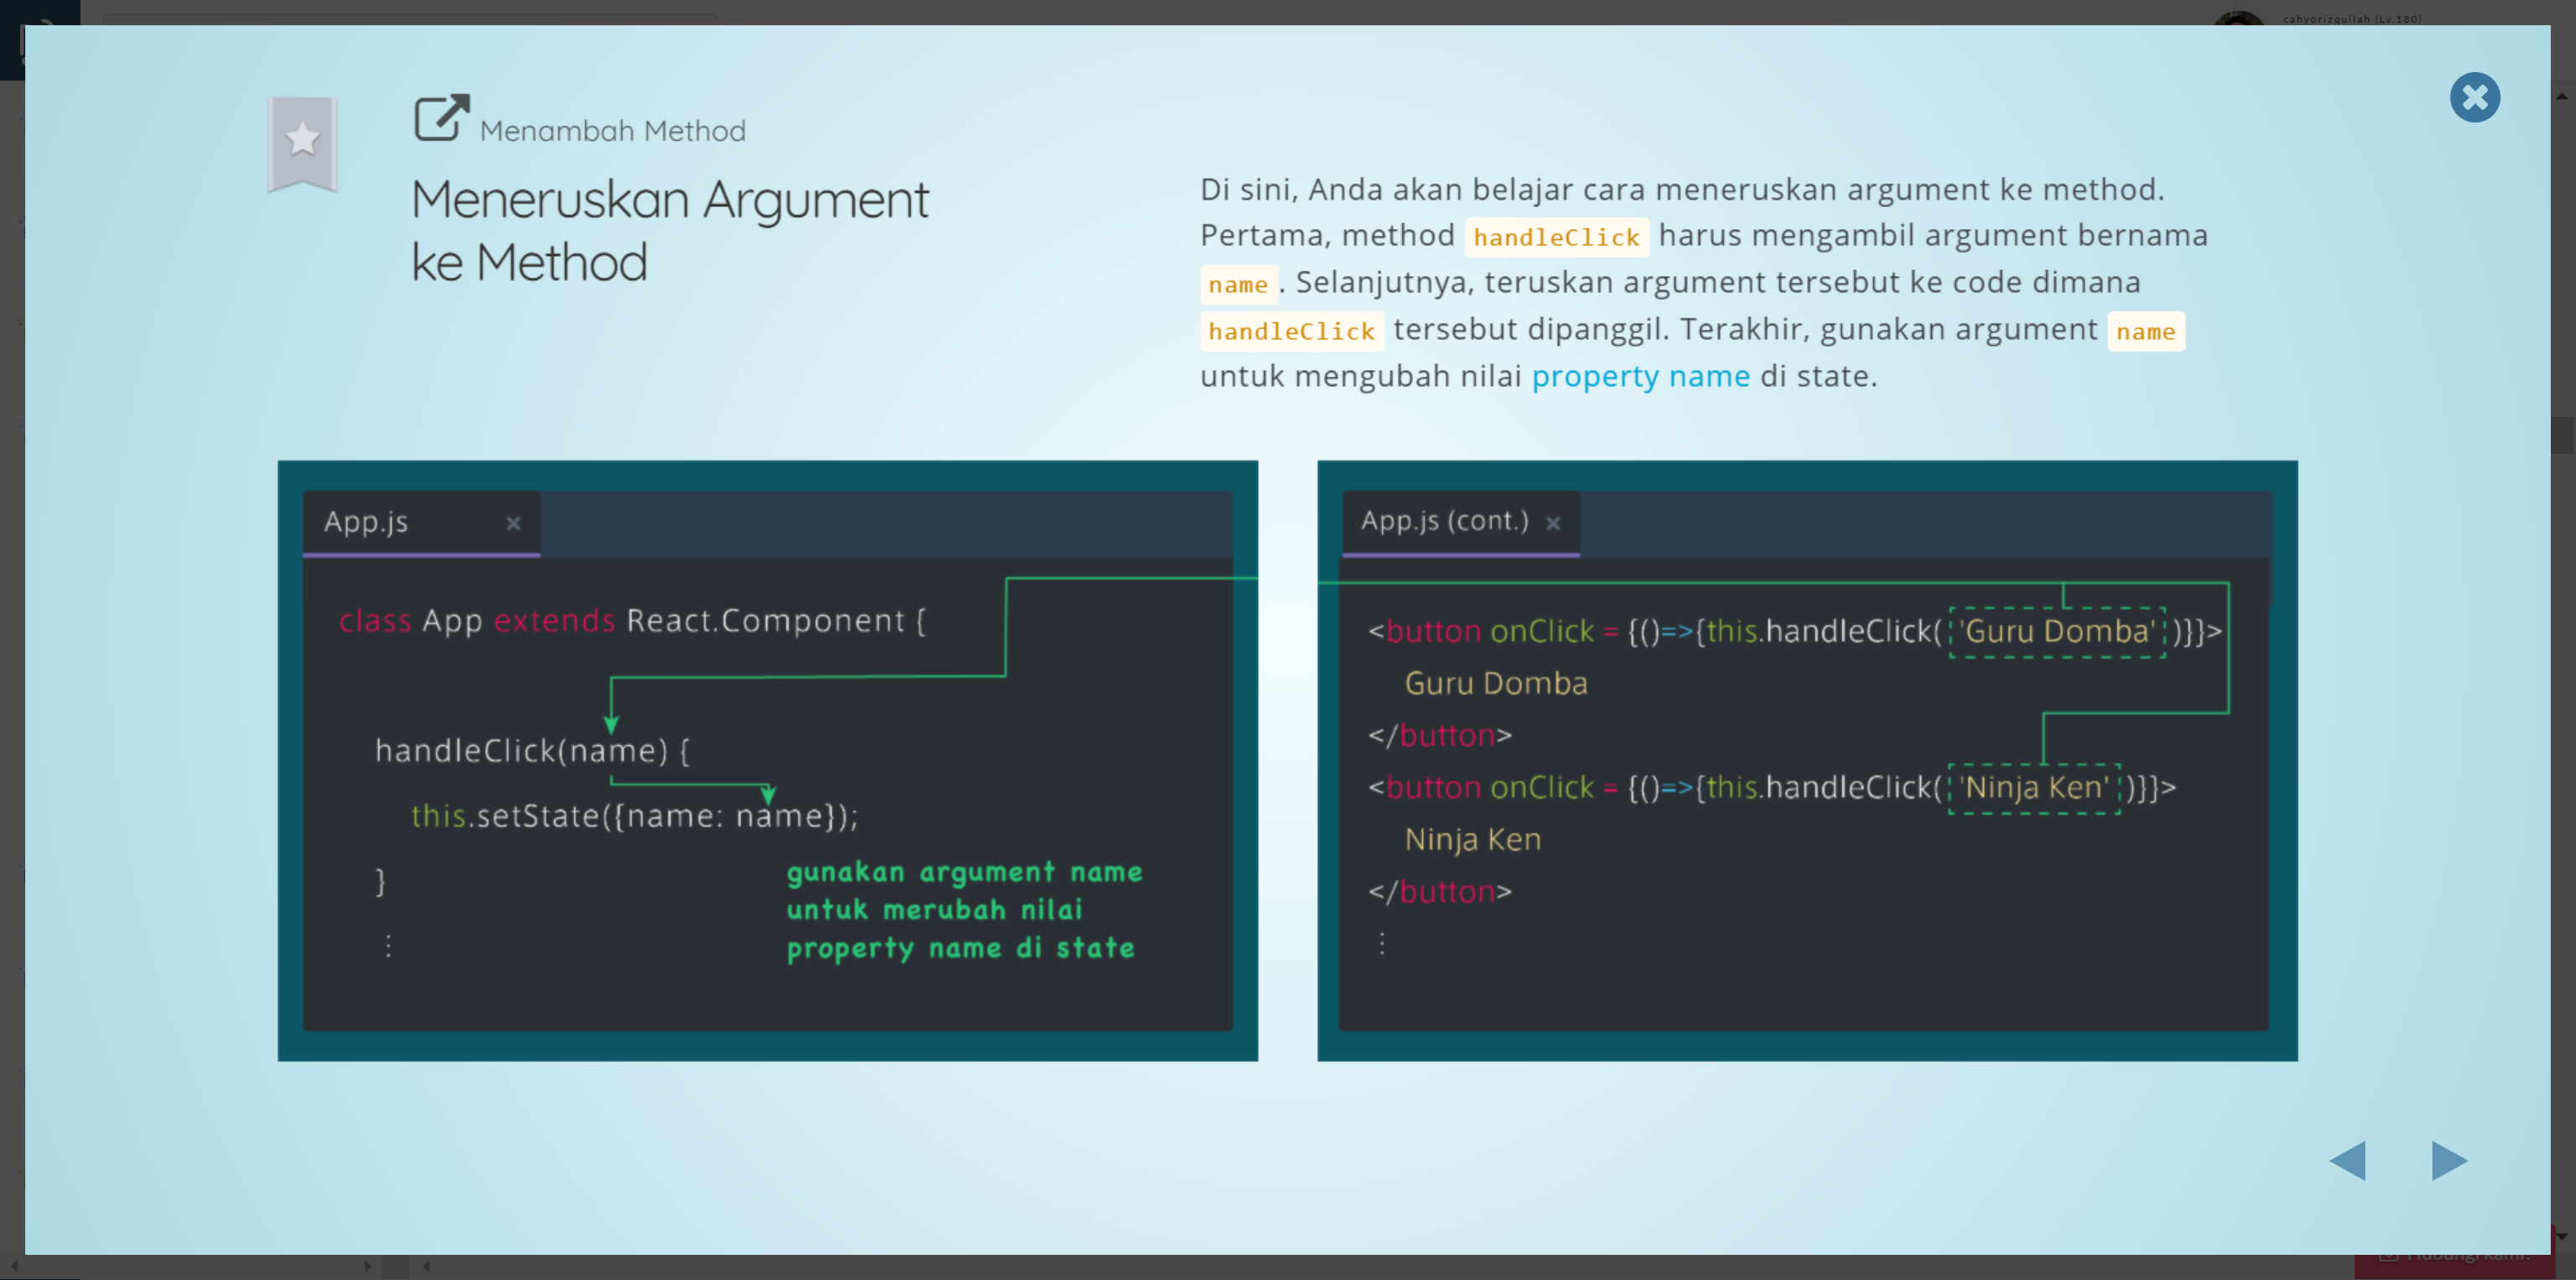 cahyorizqullah (Lv.180)
Menambah Method
Meneruskan Argument
ke Method
Di sini, Anda akan belajar cara meneruskan argument ke method.
Pertama, method handleClick harus mengambil argument bernama
name . Selanjutnya, teruskan argument tersebut ke code dimana
handleClick tersebut dipanggil. Terakhir, gunakan argument name
untuk mengubah nilai property name di state.
App.js ×
class App extends React.Component {
handleClick(name) {
this.setState({name: name});
}
gunakan argument name
untuk merubah nilai
property name di state
⋮
App.js (cont.) ×
<button onClick = {()=>{this.handleClick('Guru Domba')}}>
Guru Domba
</button>
<button onClick = {()=>{this.handleClick('Ninja Ken')}}>
Ninja Ken
</button>
⋮